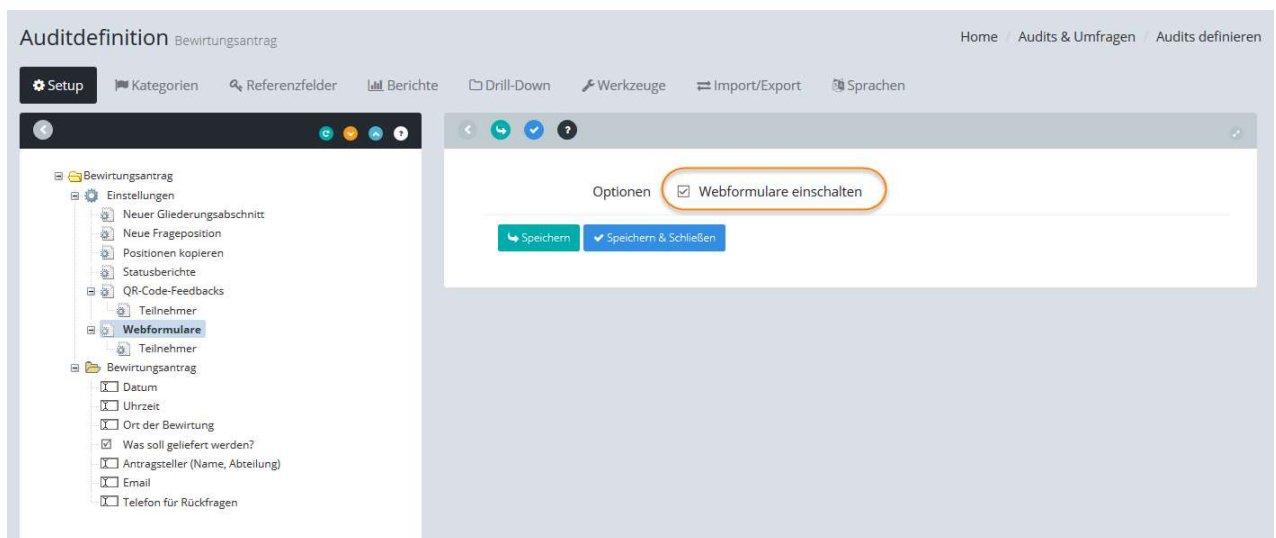 Auditdefinition Bewirtungsantrag
Home / Audits & Umfragen / Audits definieren
Setup Kategorien Referenzfelder Berichte Drill-Down Werkzeuge Import/Export Sprachen
Bewirtungsantrag
Einstellungen
Neuer Gliederungsabschnitt
Neue Frageposition
Positionen kopieren
Statusberichte
QR-Code-Feedbacks
Teilnehmer
Webformulare
Teilnehmer
Bewirtungsantrag
Datum
Uhrzeit
Ort der Bewirtung
Was soll geliefert werden?
Antragsteller (Name, Abteilung)
Email
Telefon für Rückfragen
Optionen Webformulare einschalten
Speichern Speichern & Schließen